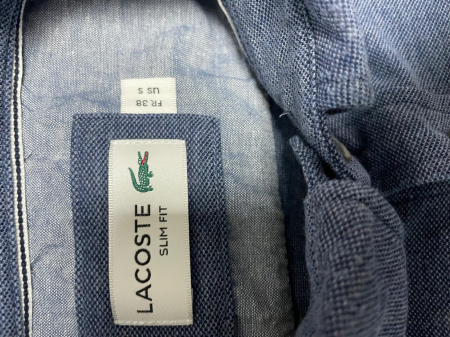 LACOSTE
SLIM FIT
FR 38
US S